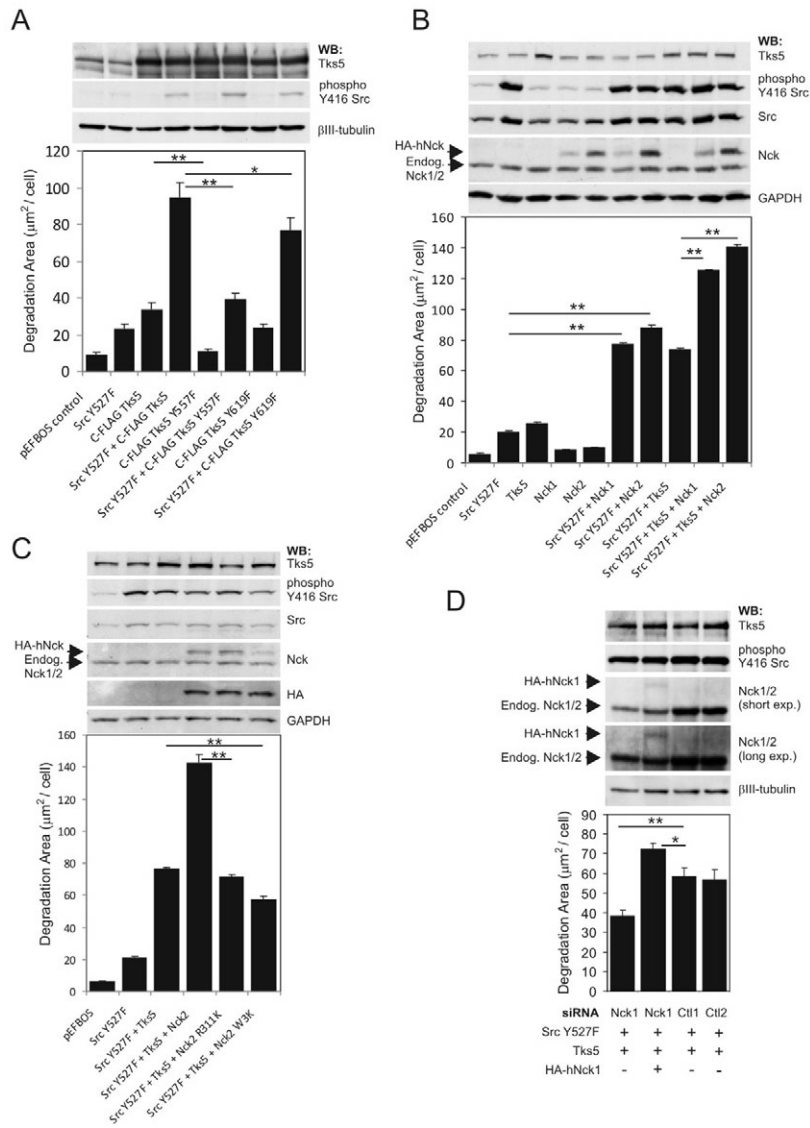 A
WB:
Tks5
phospho
Y416 Src
βIII-tubulin
Degradation Area (μm²/ cell)
120
100
80
60
40
20
0
**
**
*
pEFBOS control
Src Y527F
C-FLAG Tks5
Src Y527F + C-FLAG Tks5
C-FLAG Tks5 Y557F
Src Y527F + C-FLAG Tks5 Y557F
C-FLAG Tks5 Y619F
Src Y527F + C-FLAG Tks5 Y619F
B
WB:
Tks5
phospho
Y416 Src
Src
HA-hNck
Endog.
Nck1/2
Nck
GAPDH
Degradation Area (μm²/ cell)
160
140
120
100
80
60
40
20
0
**
**
**
**
pEFBOS control
Src Y527F
Tks5
Nck1
Nck2
Src Y527F + Nck1
Src Y527F + Nck2
Src Y527F + Tks5
Src Y527F + Tks5 + Nck1
Src Y527F + Tks5 + Nck2
C
WB:
Tks5
phospho
Y416 Src
Src
HA-hNck
Endog.
Nck1/2
Nck
HA
GAPDH
Degradation Area (μm²/ cell)
160
140
120
100
80
60
40
20
0
**
**
pEFBOS
Src Y527F
Src Y527F + Tks5
Src Y527F + Tks5 + Nck2
Src Y527F + Tks5 + Nck2 R311K
Src Y527F + Tks5 + Nck2 W3K
D
WB:
Tks5
phospho
Y416 Src
HA-hNck1
Endog. Nck1/2
Nck1/2
(short exp.)
HA-hNck1
Endog. Nck1/2
Nck1/2
(long exp.)
βIII-tubulin
Degradation Area (μm²/ cell)
90
80
70
60
50
40
30
20
10
0
**
*
siRNA Nck1 Nck1 Ctl1 Ctl2
Src Y527F + + + +
Tks5 + + + +
HA-hNck1 - + - -